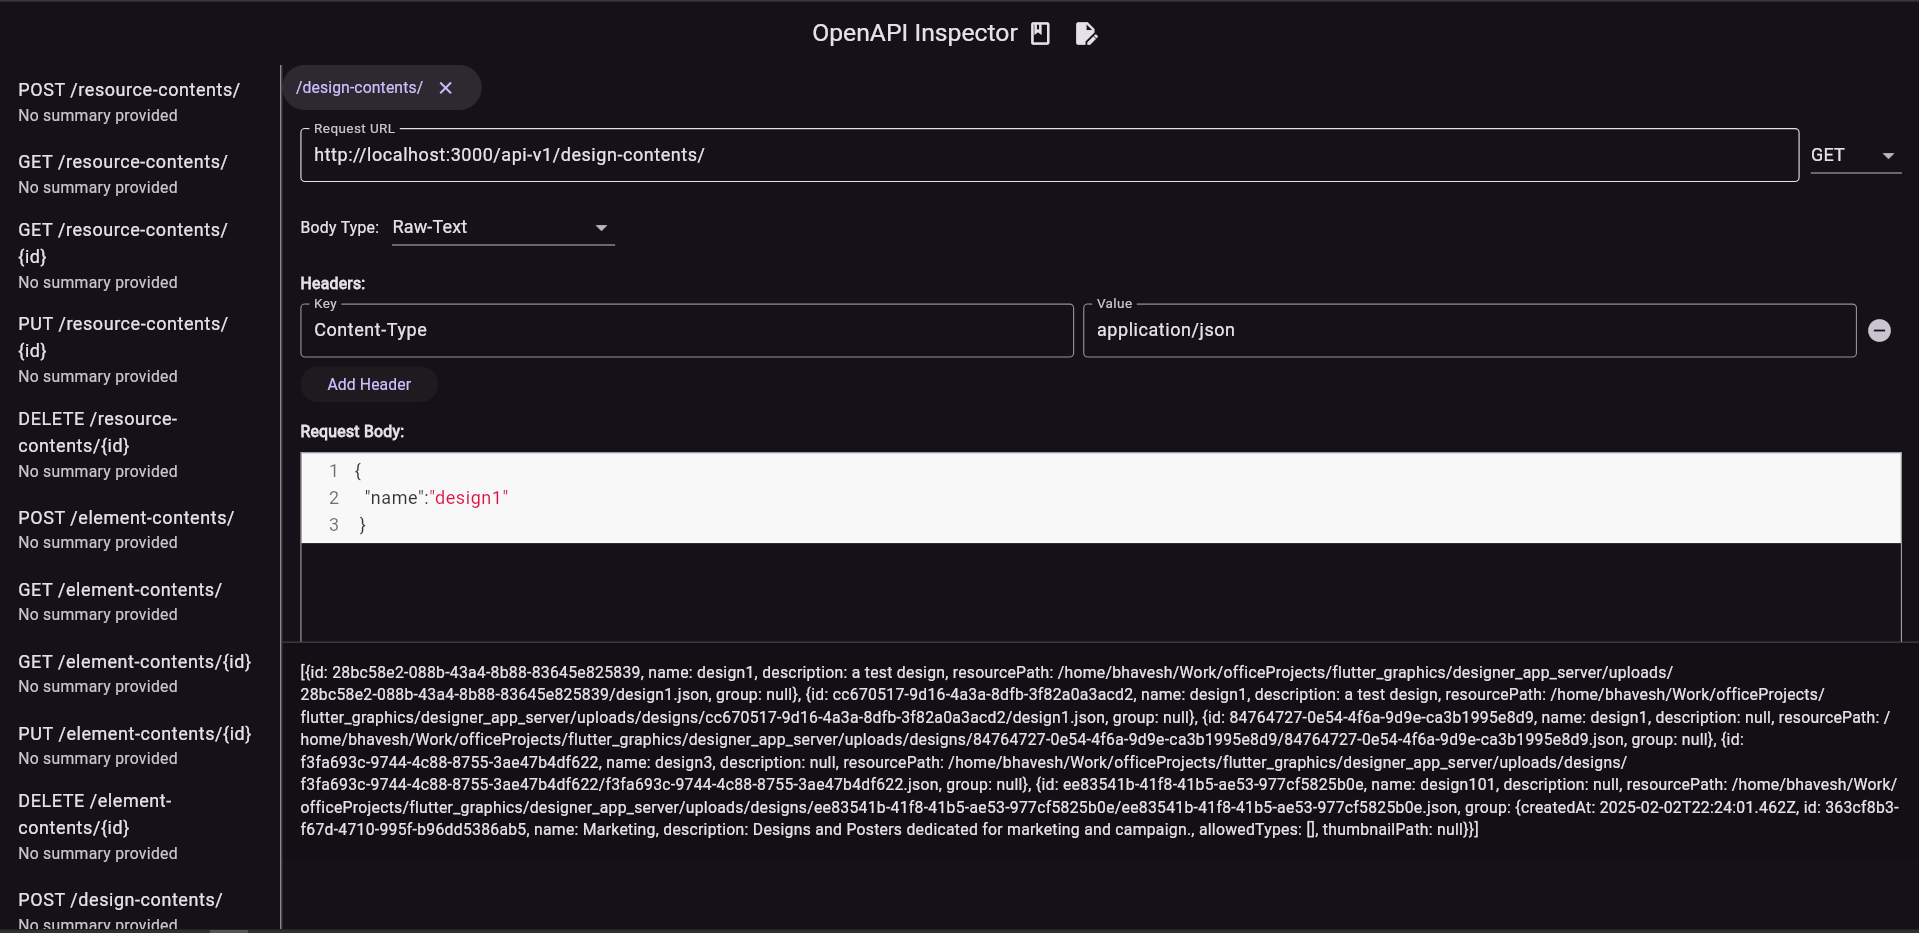 OpenAPI Inspector
POST /resource-contents/
No summary provided
GET /resource-contents/
No summary provided
GET /resource-contents/
{id}
No summary provided
PUT /resource-contents/
{id}
No summary provided
DELETE /resource-
contents/{id}
No summary provided
POST /element-contents/
No summary provided
GET /element-contents/
No summary provided
GET /element-contents/{id}
No summary provided
PUT /element-contents/{id}
No summary provided
DELETE /element-
contents/{id}
No summary provided
POST /design-contents/
No summary provided
/design-contents/
Request URL
http://localhost:3000/api-v1/design-contents/
GET
Body Type: Raw-Text
Headers:
Key
Content-Type
Value
application/json
Add Header
Request Body:
1 {
2 "name":"design1"
3 }
[{id: 28bc58e2-088b-43a4-8b88-83645e825839, name: design1, description: a test design, resourcePath: /home/bhavesh/Work/officeProjects/flutter_graphics/designer_app_server/uploads/
28bc58e2-088b-43a4-8b88-83645e825839/design1.json, group: null}, {id: cc670517-9d16-4a3a-8dfb-3f82a0a3acd2, name: design1, description: a test design, resourcePath: /home/bhavesh/Work/officeProjects/
flutter_graphics/designer_app_server/uploads/designs/cc670517-9d16-4a3a-8dfb-3f82a0a3acd2/design1.json, group: null}, {id: 84764727-0e54-4f6a-9d9e-ca3b1995e8d9, name: design1, description: null, resourcePath: /
home/bhavesh/Work/officeProjects/flutter_graphics/designer_app_server/uploads/designs/84764727-0e54-4f6a-9d9e-ca3b1995e8d9/84764727-0e54-4f6a-9d9e-ca3b1995e8d9.json, group: null}, {id:
f3fa693c-9744-4c88-8755-3ae47b4df622, name: design3, description: null, resourcePath: /home/bhavesh/Work/officeProjects/flutter_graphics/designer_app_server/uploads/designs/
f3fa693c-9744-4c88-8755-3ae47b4df622/f3fa693c-9744-4c88-8755-3ae47b4df622.json, group: null}, {id: ee83541b-41f8-41b5-ae53-977cf5825b0e, name: design101, description: null, resourcePath: /home/bhavesh/Work/
officeProjects/flutter_graphics/designer_app_server/uploads/designs/ee83541b-41f8-41b5-ae53-977cf5825b0e/ee83541b-41f8-41b5-ae53-977cf5825b0e.json, group: {createdAt: 2025-02-02T22:24:01.462Z, id: 363cf8b3-
f67d-4710-995f-b96dd5386ab5, name: Marketing, description: Designs and Posters dedicated for marketing and campaign., allowedTypes: [], thumbnailPath: null}}]